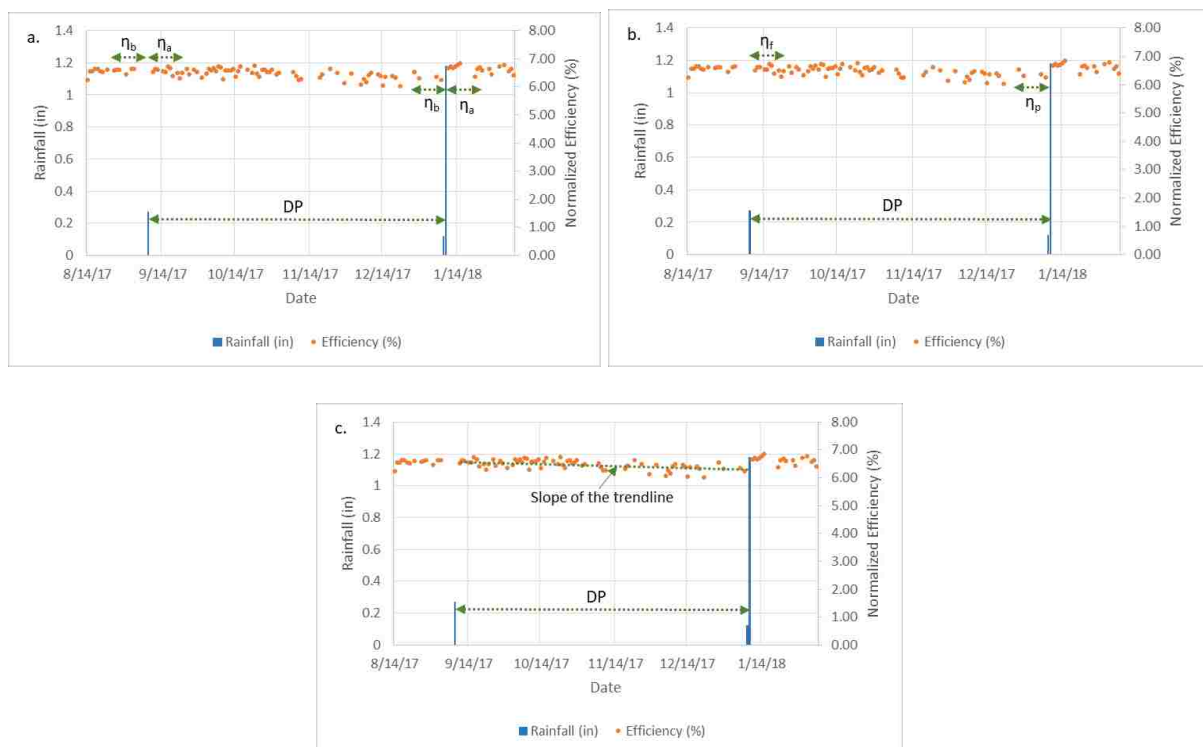 a.
1.4
1.2
1
0.8
0.6
0.4
0.2
0
Rainfall (in)
8.00
7.00
6.00
5.00
4.00
3.00
2.00
1.00
0.00
Normalized Efficiency (%)
ηb ηa
ηb ηa
DP
8/14/17 9/14/17 10/14/17 11/14/17 12/14/17 1/14/18
Date
Rainfall (in) Efficiency (%)
b.
1.4
1.2
1
0.8
0.6
0.4
0.2
0
Rainfall (in)
8.00
7.00
6.00
5.00
4.00
3.00
2.00
1.00
0.00
Normalized Efficiency (%)
ηf
ηp
DP
8/14/17 9/14/17 10/14/17 11/14/17 12/14/17 1/14/18
Date
Rainfall (in) Efficiency (%)
c.
1.4
1.2
1
0.8
0.6
0.4
0.2
0
Rainfall (in)
8.00
7.00
6.00
5.00
4.00
3.00
2.00
1.00
0.00
Normalized Efficiency (%)
Slope of the trendline
DP
8/14/17 9/14/17 10/14/17 11/14/17 12/14/17 1/14/18
Date
Rainfall (in) Efficiency (%)